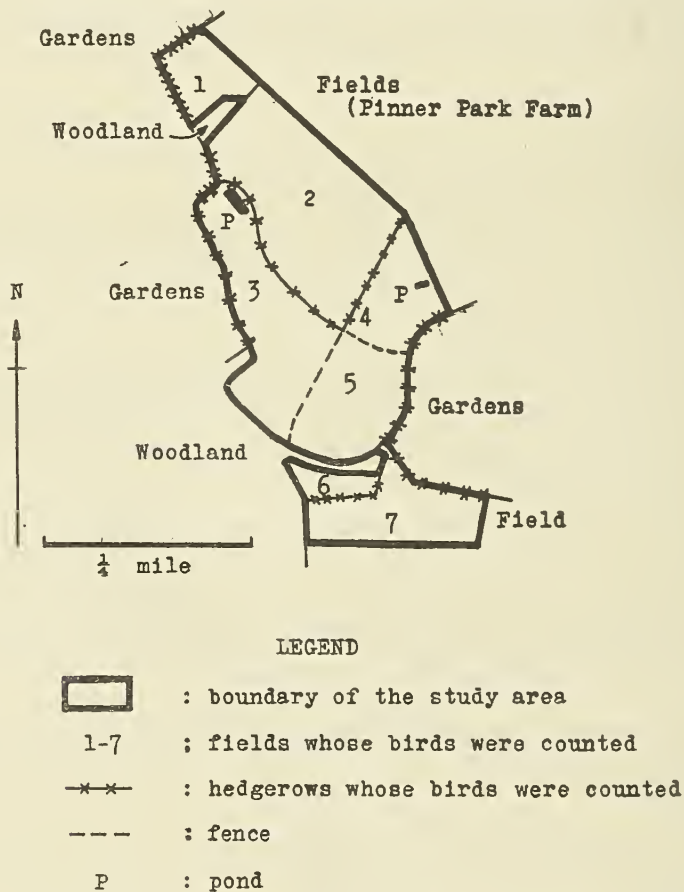 Gardens
1
Fields
(Pinner Park Farm)
Woodland
2
P
N
Gardens
3
P
4
5
Gardens
Woodland
6
7
Field
¼ mile
LEGEND
: boundary of the study area
1-7 ; fields whose birds were counted
: hedgerows whose birds were counted
: fence
P : pond